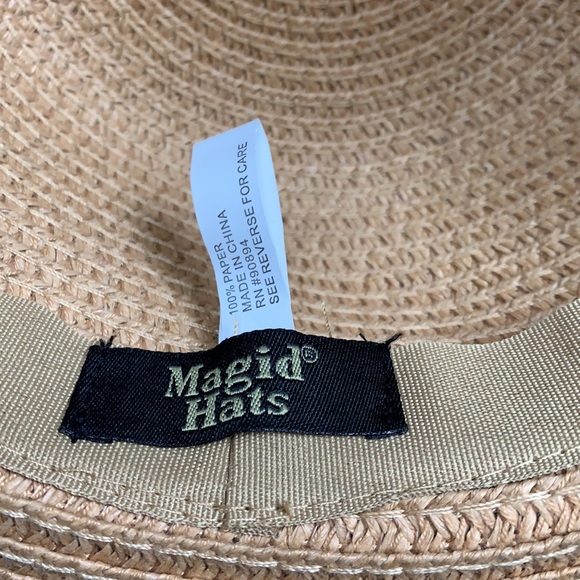 100% PAPER
MADE IN CHINA
RN #90894
SEE REVERSE FOR CARE
Magid®
Hats